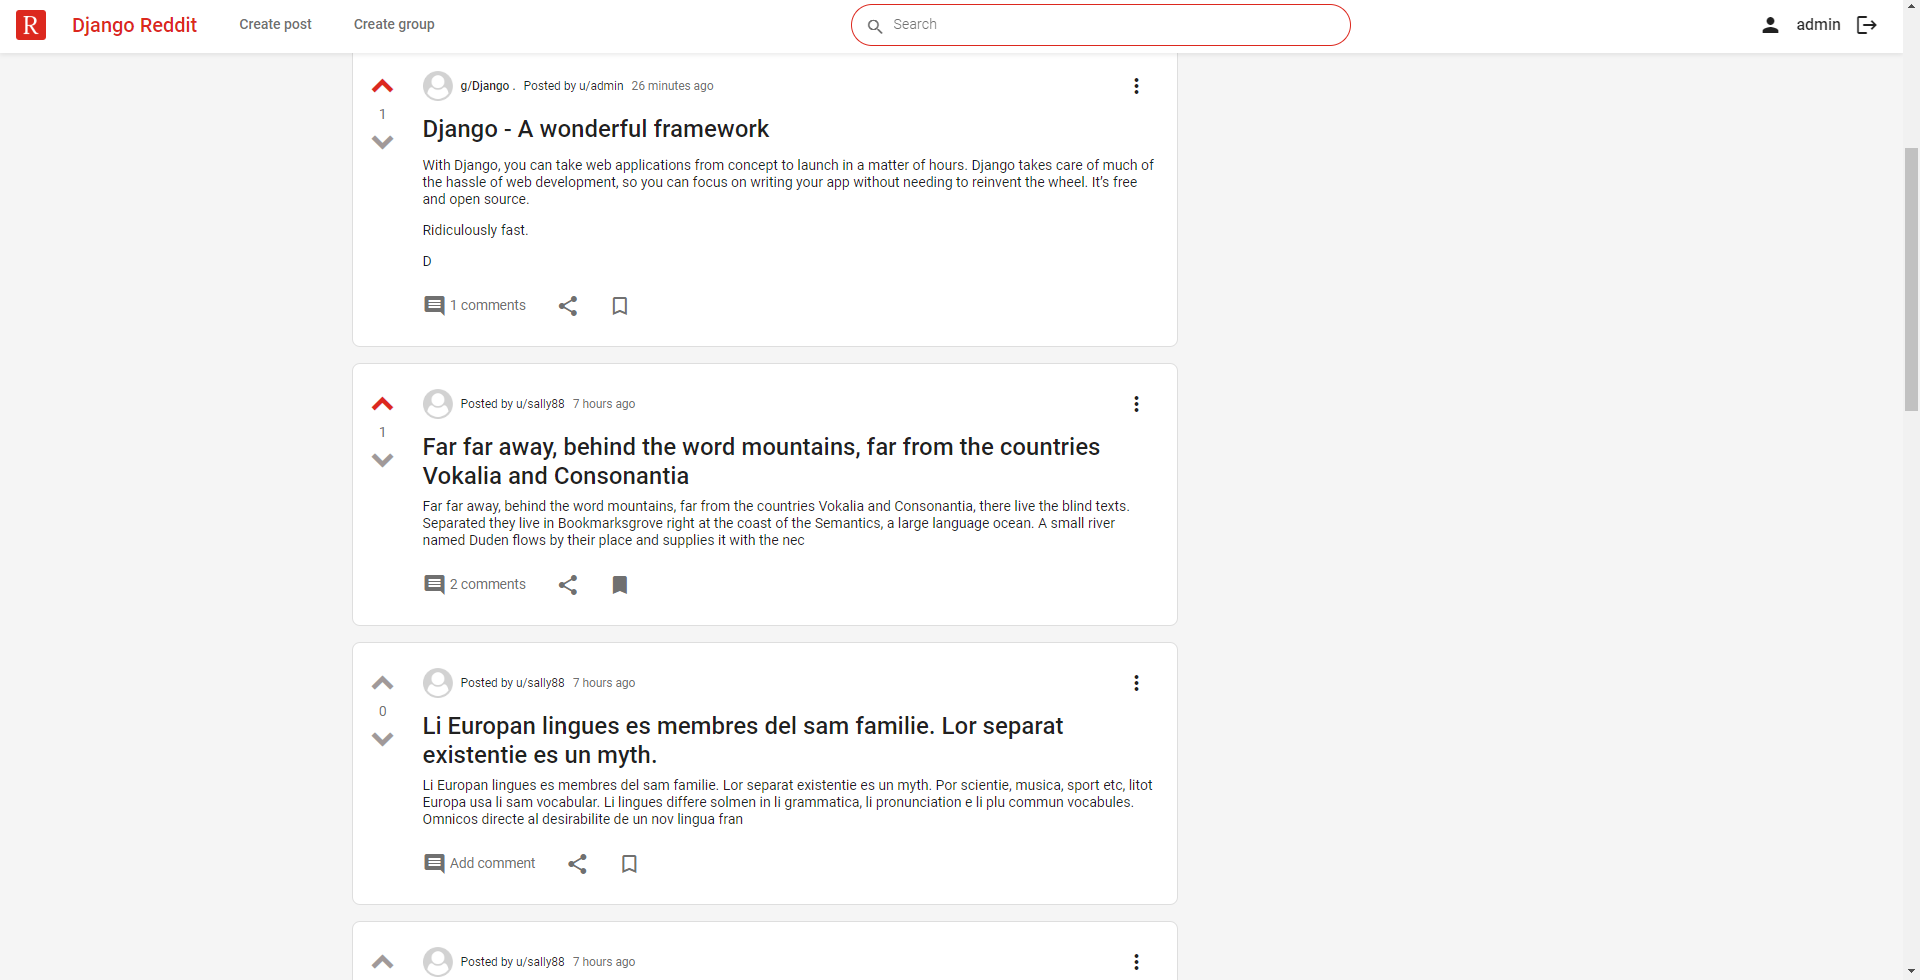 R Django Reddit Create post Create group Search admin
g/Django . Posted by u/admin 26 minutes ago
1
Django - A wonderful framework
With Django, you can take web applications from concept to launch in a matter of hours. Django takes care of much of
the hassle of web development, so you can focus on writing your app without needing to reinvent the wheel. It's free
and open source.
Ridiculously fast.
D
1 comments
Posted by u/sally88 7 hours ago
1
Far far away, behind the word mountains, far from the countries
Vokalia and Consonantia
Far far away, behind the word mountains, far from the countries Vokalia and Consonantia, there live the blind texts.
Separated they live in Bookmarksgrove right at the coast of the Semantics, a large language ocean. A small river
named Duden flows by their place and supplies it with the nec
2 comments
Posted by u/sally88 7 hours ago
0
Li Europan lingues es membres del sam familie. Lor separat
existentie es un myth.
Li Europan lingues es membres del sam familie. Lor separat existentie es un myth. Por scientie, musica, sport etc, litot
Europa usa li sam vocabular. Li lingues differe solmen in li grammatica, li pronunciation e li plu commun vocabules.
Omnicos directe al desirabilite de un nov lingua fran
Add comment
Posted by u/sally88 7 hours ago